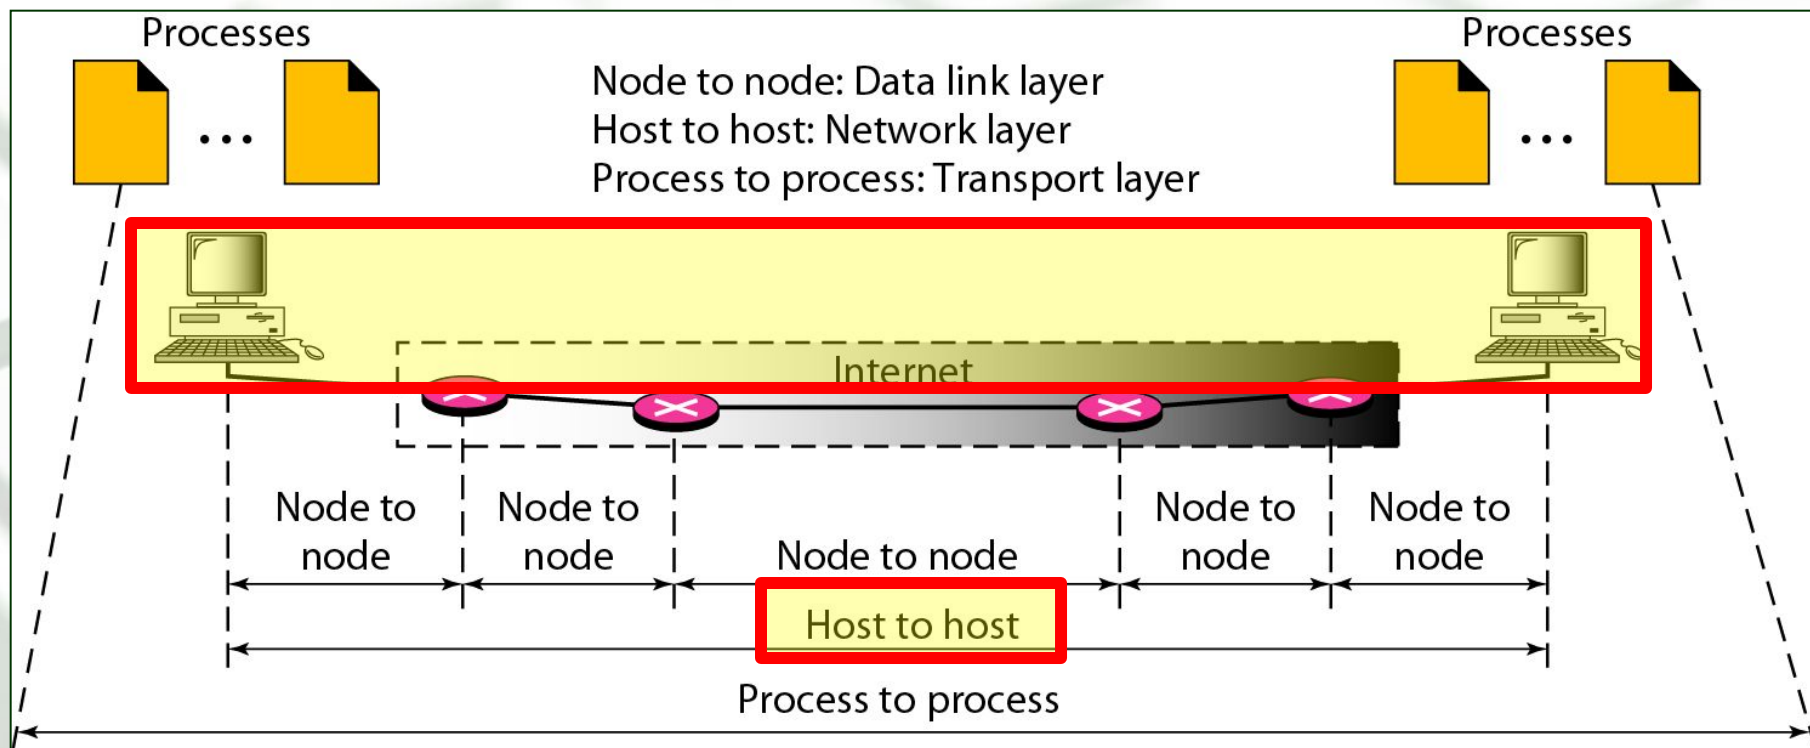 Processes
Processes
Node to node: Data link layer
Host to host: Network layer
Process to process: Transport layer
...
...
Internet
Node to
node
Node to
node
Node to node
Node to
node
Node to
node
Host to host
Process to process